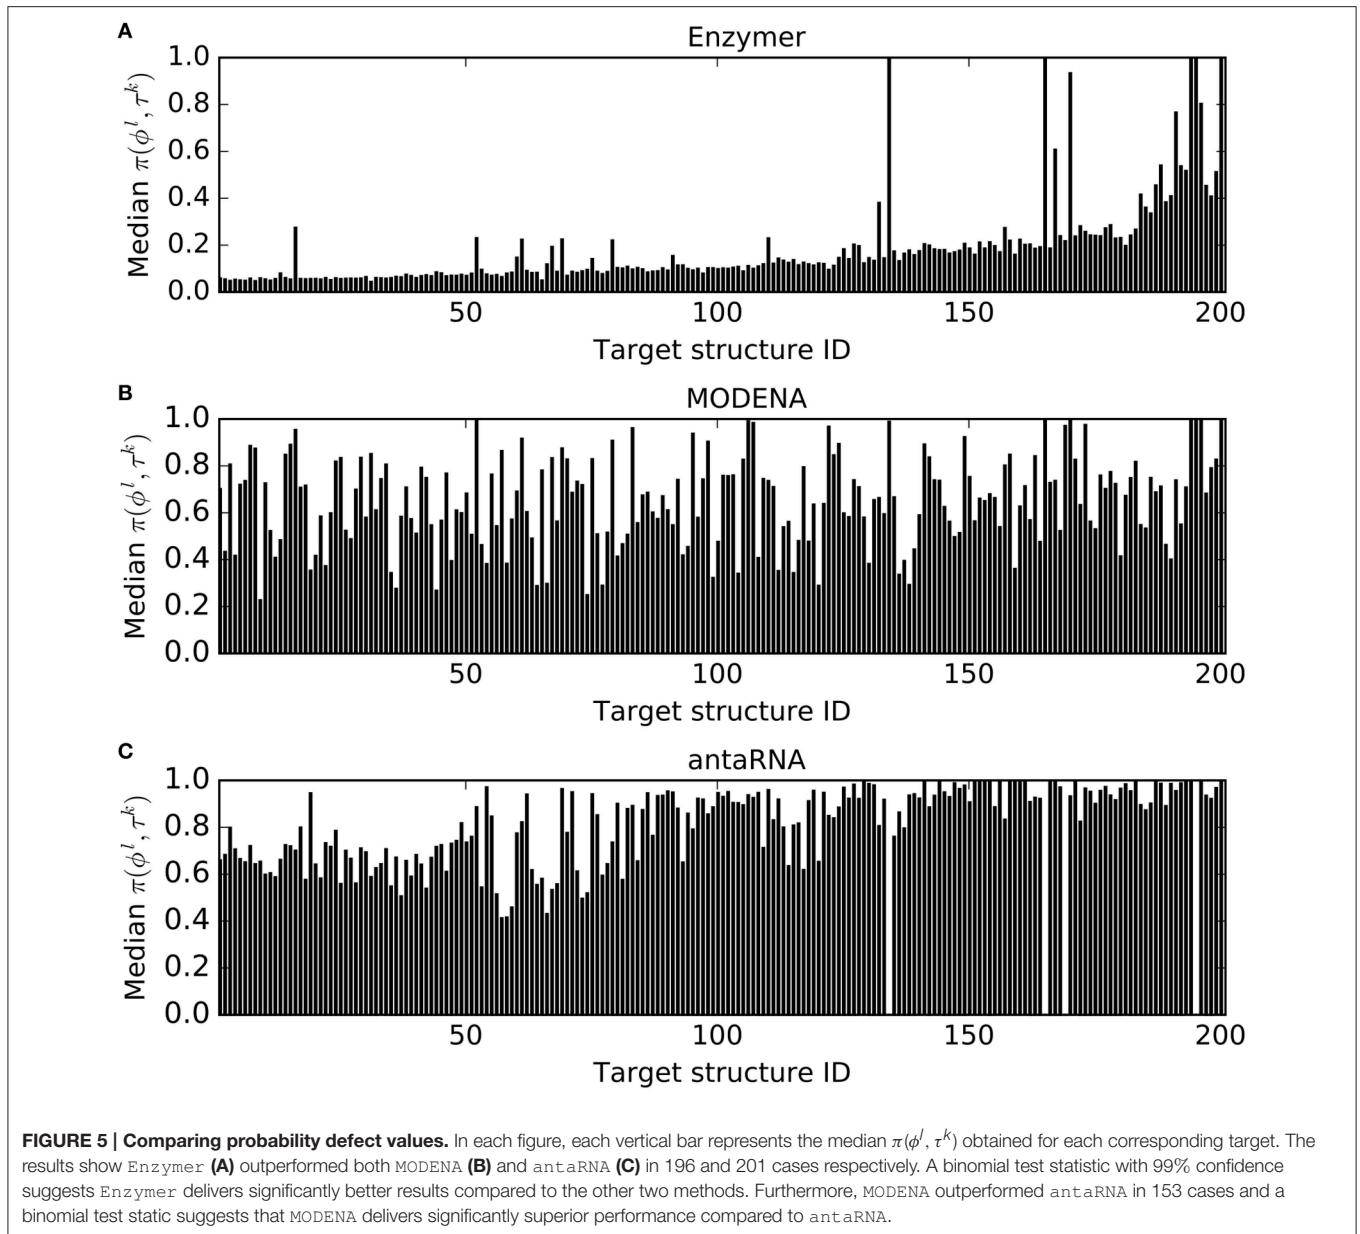 A
Enzymer
1.0
0.8
0.6
0.4
0.2
0.0
Median π(ϕ^l, τ^k)
50 100 150 200
Target structure ID
B
MODENA
1.0
0.8
0.6
0.4
0.2
0.0
Median π(ϕ^l, τ^k)
50 100 150 200
Target structure ID
C
antaRNA
1.0
0.8
0.6
0.4
0.2
0.0
Median π(ϕ^l, τ^k)
50 100 150 200
Target structure ID
FIGURE 5 | Comparing probability defect values. In each figure, each vertical bar represents the median π(ϕ^l, τ^k) obtained for each corresponding target. The
results show Enzymer (A) outperformed both MODENA (B) and antaRNA (C) in 196 and 201 cases respectively. A binomial test statistic with 99% confidence
suggests Enzymer delivers significantly better results compared to the other two methods. Furthermore, MODENA outperformed antaRNA in 153 cases and a
binomial test static suggests that MODENA delivers significantly superior performance compared to antaRNA.